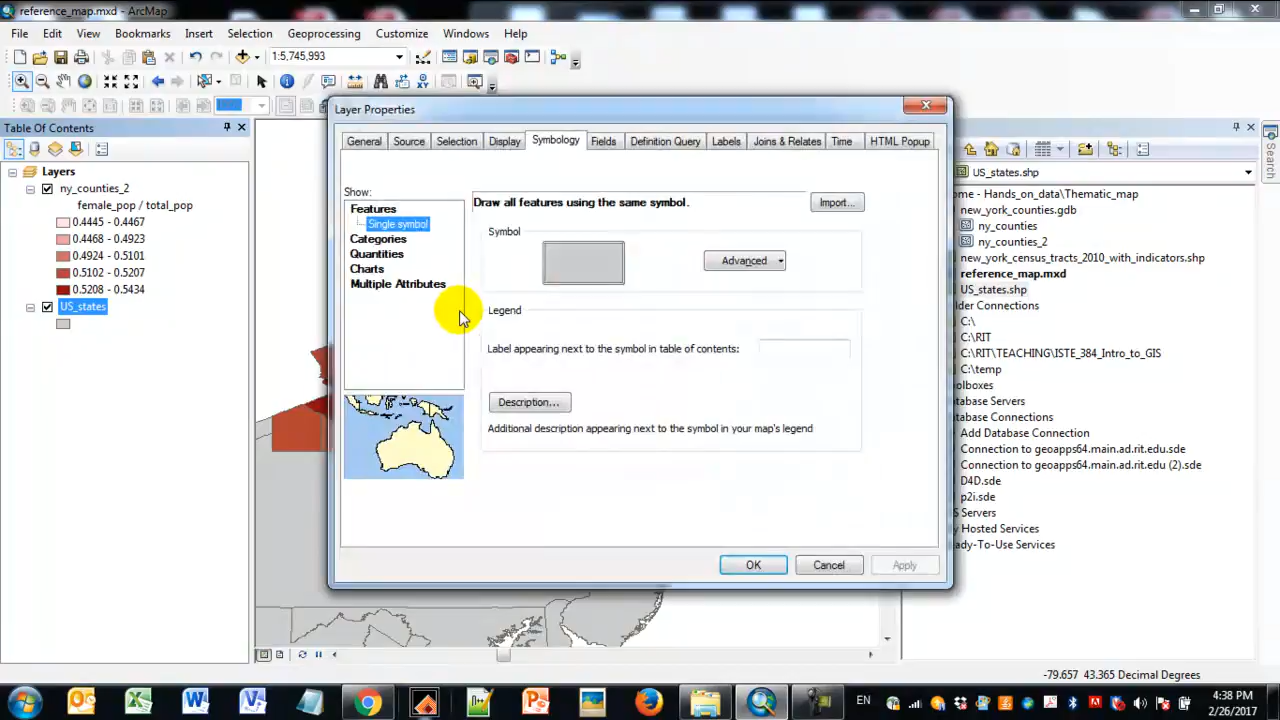 reference_map.mxd - ArcMap
File Edit View Bookmarks Insert Selection Geoprocessing Customize Windows Help
1:5,745,993
Table Of Contents
Layers
ny_counties_2
female_pop / total_pop
0.4445 - 0.4467
0.4468 - 0.4923
0.4924 - 0.5101
0.5102 - 0.5207
0.5208 - 0.5434
US_states
Layer Properties
General Source Selection Display Symbology Fields Definition Query Labels Joins & Relates Time HTML Popup
Show:
Features
Single symbol
Categories
Quantities
Charts
Multiple Attributes
Draw all features using the same symbol.
Import...
Symbol
Advanced
Legend
Label appearing next to the symbol in table of contents:
Description...
Additional description appearing next to the symbol in your map's legend
OK Cancel Apply
US_states.shp
ome - Hands_on_data\Thematic_map
new_york_counties.gdb
ny_counties
ny_counties_2
new_york_census_tracts_2010_with_indicators.shp
reference_map.mxd
US_states.shp
older Connections
C:\
C:\RIT
C:\RIT\TEACHING\ISTE_384_Intro_to_GIS
C:\temp
oolboxes
atabase Servers
atabase Connections
Add Database Connection
Connection to geoapps64.main.ad.rit.edu.sde
Connection to geoapps64.main.ad.rit.edu (2).sde
D4D.sde
p2i.sde
S Servers
y Hosted Services
eady-To-Use Services
Search
-79.657 43.365 Decimal Degrees
EN
4:38 PM
2/26/2017